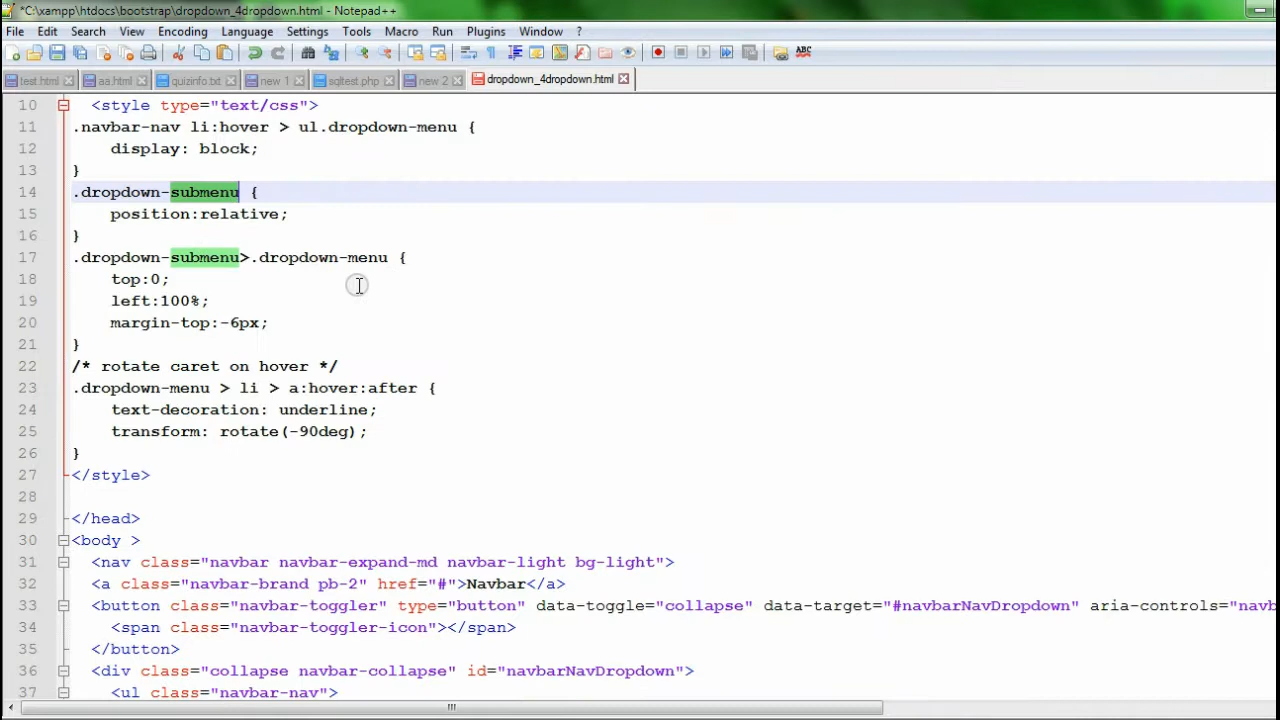 *C:\xampp\htdocs\bootstrap\dropdown_4dropdown.html - Notepad++
File Edit Search View Encoding Language Settings Tools Macro Run Plugins Window ?
ABC
test.html aa.html quizinfo.txt new 1 sqltest.php new 2 dropdown_4dropdown.html
10 <style type="text/css">
11 .navbar-nav li:hover > ul.dropdown-menu {
12 display: block;
13 }
14 .dropdown-submenu {
15 position:relative;
16 }
17 .dropdown-submenu>.dropdown-menu {
18 top:0;
19 left:100%;
20 margin-top:-6px;
21 }
22 /* rotate caret on hover */
23 .dropdown-menu > li > a:hover:after {
24 text-decoration: underline;
25 transform: rotate(-90deg);
26 }
27 </style>
28
29 </head>
30 <body >
31 <nav class="navbar navbar-expand-md navbar-light bg-light">
32 <a class="navbar-brand pb-2" href="#">Navbar</a>
33 <button class="navbar-toggler" type="button" data-toggle="collapse" data-target="#navbarNavDropdown" aria-controls="navb
34 <span class="navbar-toggler-icon"></span>
35 </button>
36 <div class="collapse navbar-collapse" id="navbarNavDropdown">
37 <ul class="navbar-nav">